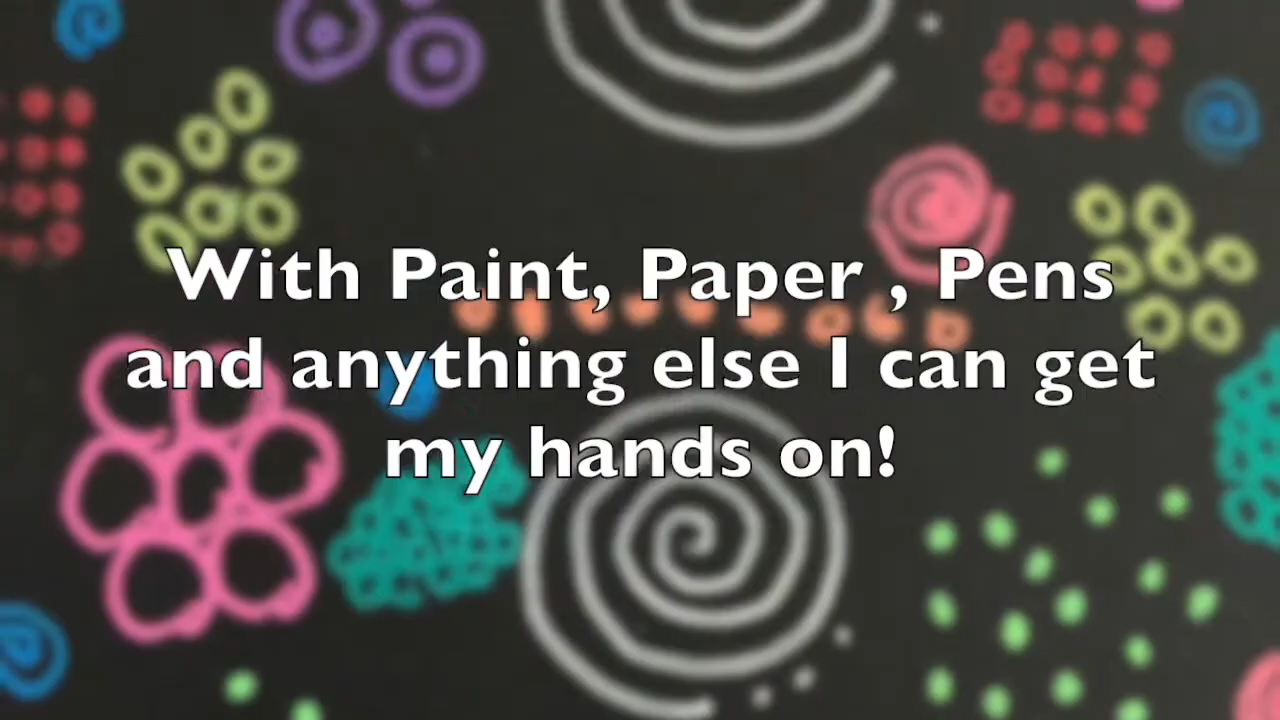 With Paint, Paper , Pens
and anything else I can get
my hands on!